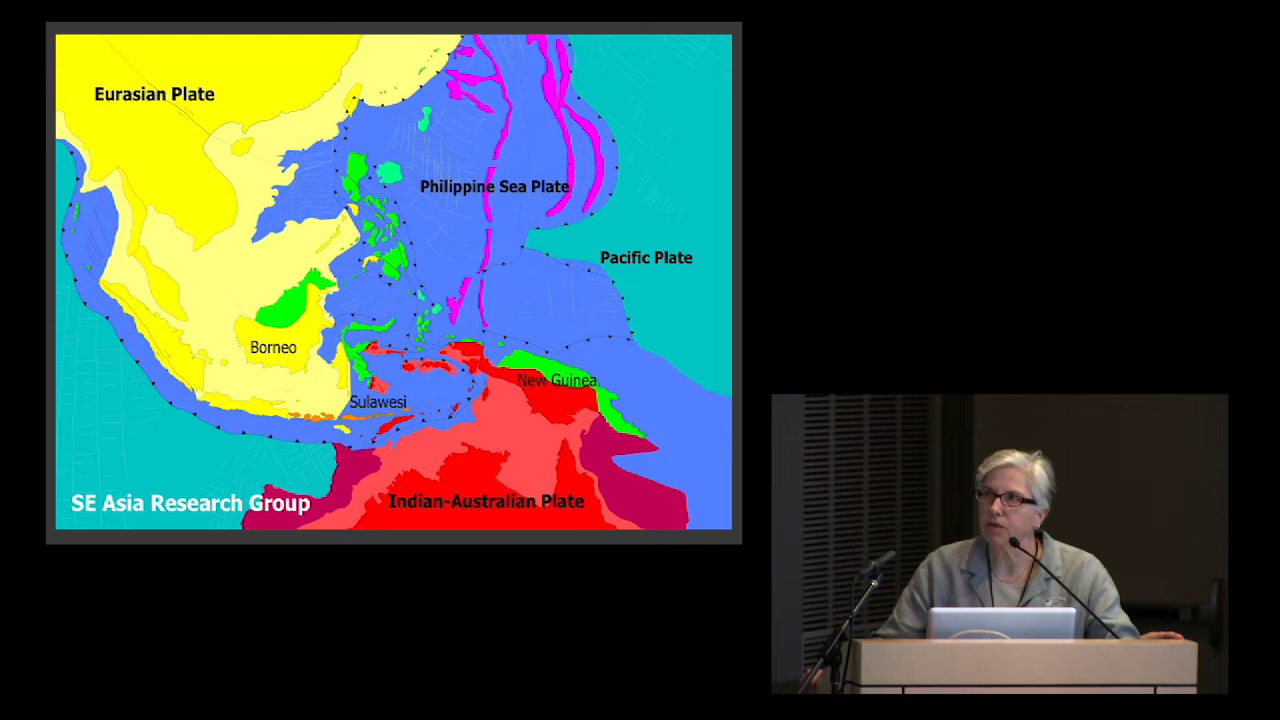 Eurasian Plate
Philippine Sea Plate
Pacific Plate
Borneo
New Guinea
Sulawesi
SE Asia Research Group
Indian-Australian Plate